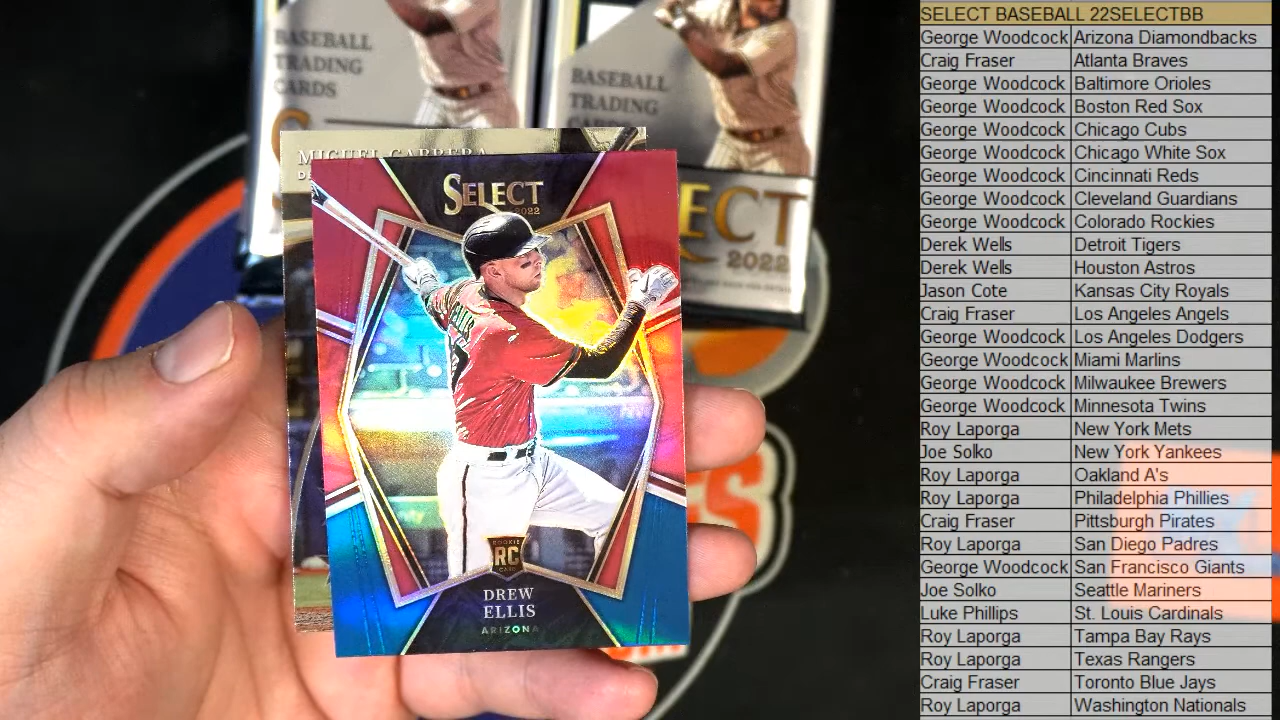 BASEBALL
TRADING
CARDS
BASEBALL
TRADING
2022
MIGUEL CABRERA
SELECT
2022
ROOKIE
RC
CARD
DREW
ELLIS
ARIZONA
SELECT BASEBALL 22SELECTBB
George Woodcock Arizona Diamondbacks
Craig Fraser Atlanta Braves
George Woodcock Baltimore Orioles
George Woodcock Boston Red Sox
George Woodcock Chicago Cubs
George Woodcock Chicago White Sox
George Woodcock Cincinnati Reds
George Woodcock Cleveland Guardians
George Woodcock Colorado Rockies
Derek Wells Detroit Tigers
Derek Wells Houston Astros
Jason Cote Kansas City Royals
Craig Fraser Los Angeles Angels
George Woodcock Los Angeles Dodgers
George Woodcock Miami Marlins
George Woodcock Milwaukee Brewers
George Woodcock Minnesota Twins
Roy Laporga New York Mets
Joe Solko New York Yankees
Roy Laporga Oakland A's
Roy Laporga Philadelphia Phillies
Craig Fraser Pittsburgh Pirates
Roy Laporga San Diego Padres
George Woodcock San Francisco Giants
Joe Solko Seattle Mariners
Luke Phillips St. Louis Cardinals
Roy Laporga Tampa Bay Rays
Roy Laporga Texas Rangers
Craig Fraser Toronto Blue Jays
Roy Laporga Washington Nationals